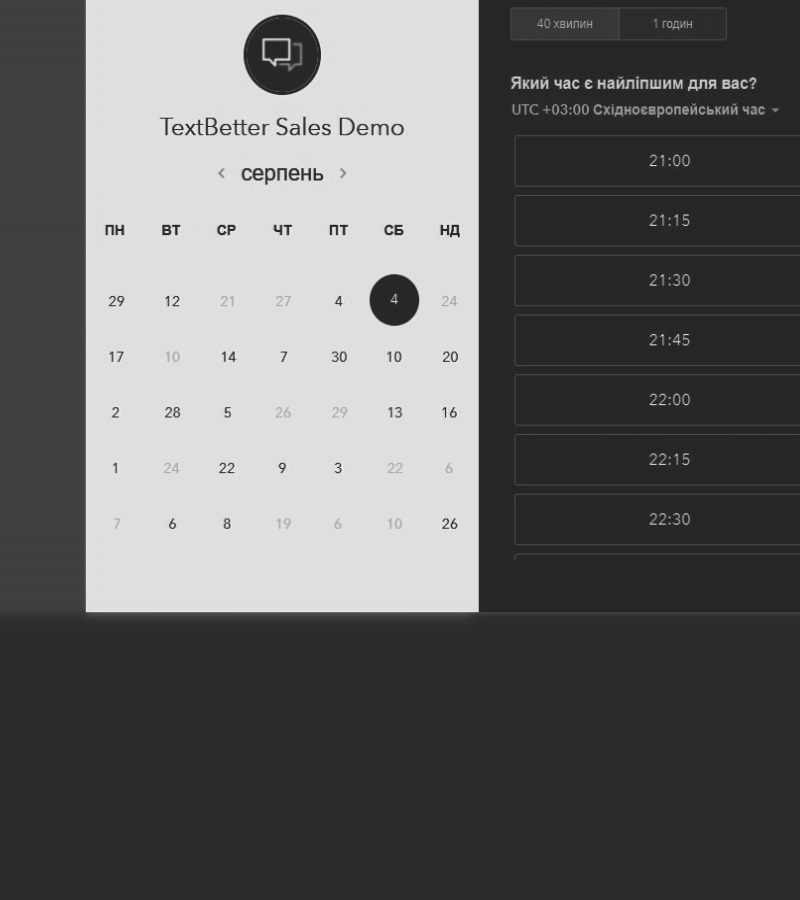 TextBetter Sales Demo
серпень
ПН ВТ СР ЧТ ПТ СБ НД
29 12 21 27 4 4 24
17 10 14 7 30 10 20
2 28 5 26 29 13 16
1 24 22 9 3 22 6
7 6 8 19 6 10 26
40 хвилин 1 годин
Який час є найліпшим для вас?
UTC +03:00 Східноєвропейський час
21:00
21:15
21:30
21:45
22:00
22:15
22:30